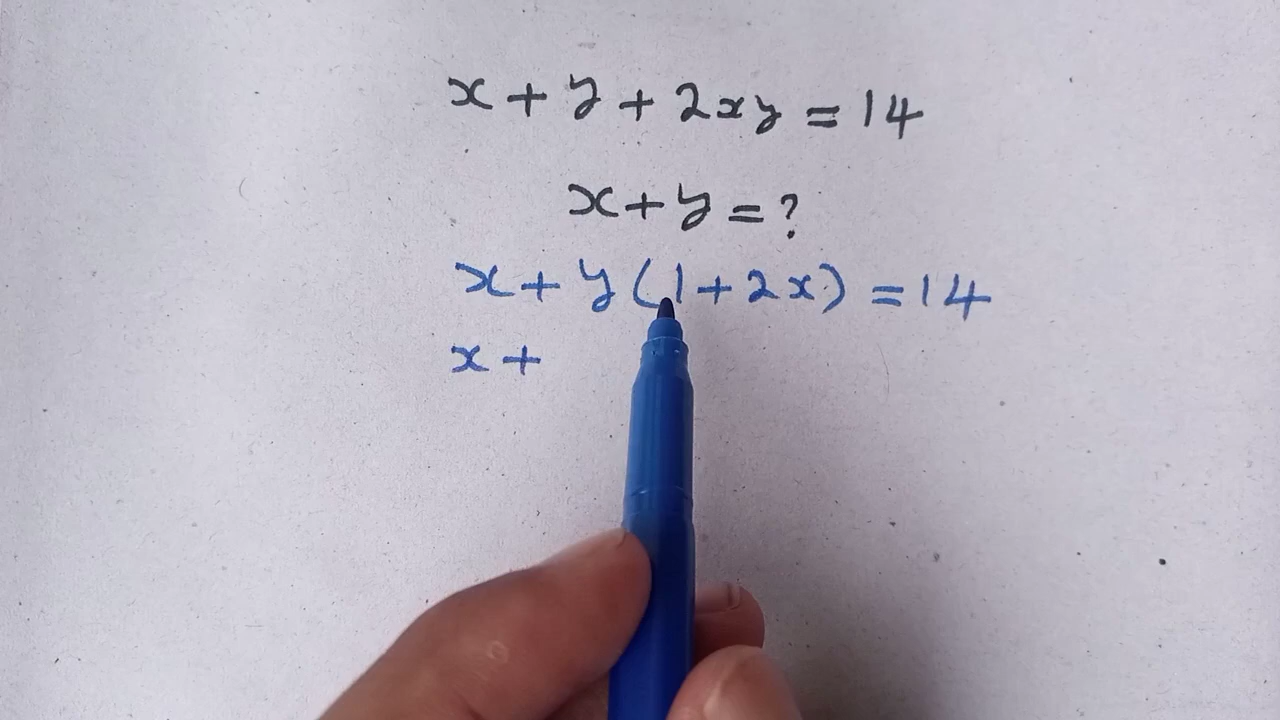 x + y + 2xy = 14
x + y = ?
x + y (1 + 2x) = 14
x +